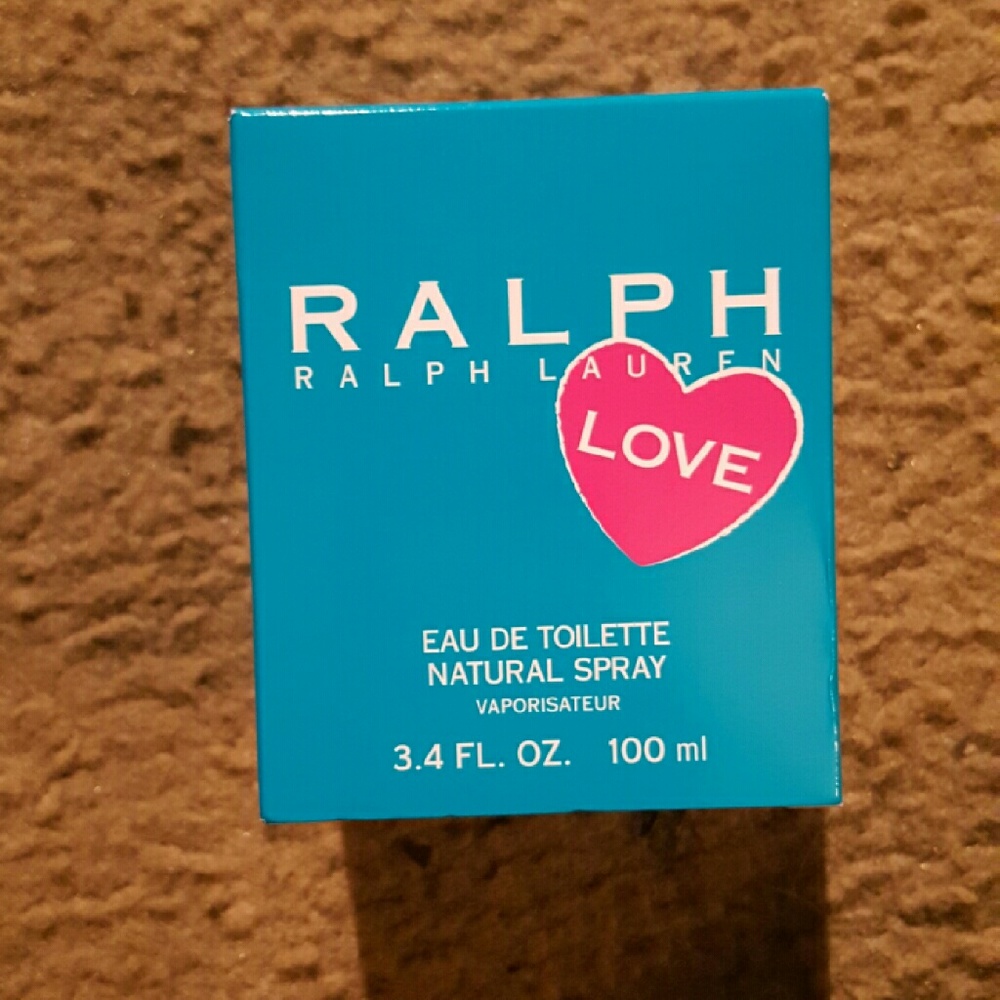 RALPH
RALPH LAUREN
LOVE
EAU DE TOILETTE
NATURAL SPRAY
VAPORISATEUR
3.4 FL. OZ. 100 ml